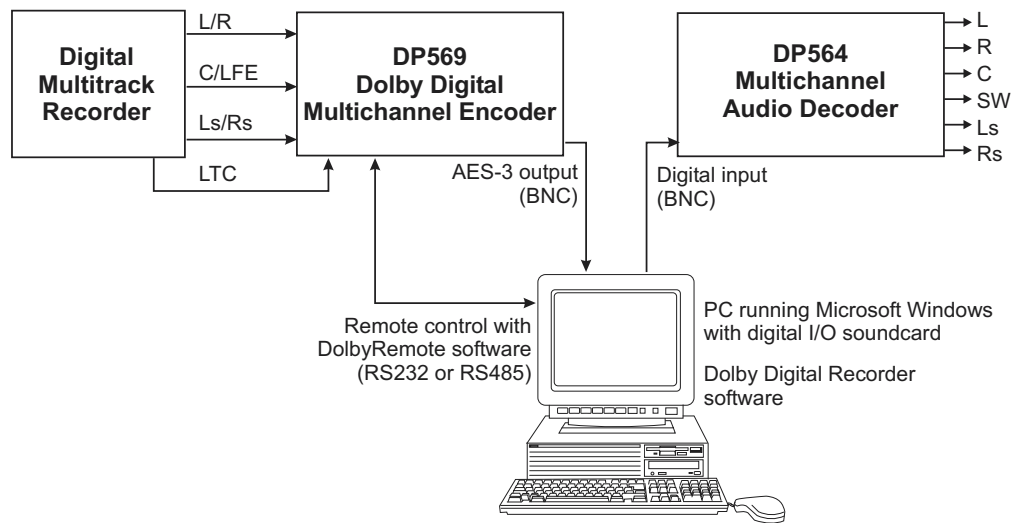 Digital
Multitrack
Recorder
L/R
C/LFE
Ls/Rs
LTC
DP569
Dolby Digital
Multichannel Encoder
DP564
Multichannel
Audio Decoder
L
R
C
SW
Ls
Rs
AES-3 output
(BNC)
Digital input
(BNC)
Remote control with
DolbyRemote software
(RS232 or RS485)
PC running Microsoft Windows
with digital I/O soundcard
Dolby Digital Recorder
software